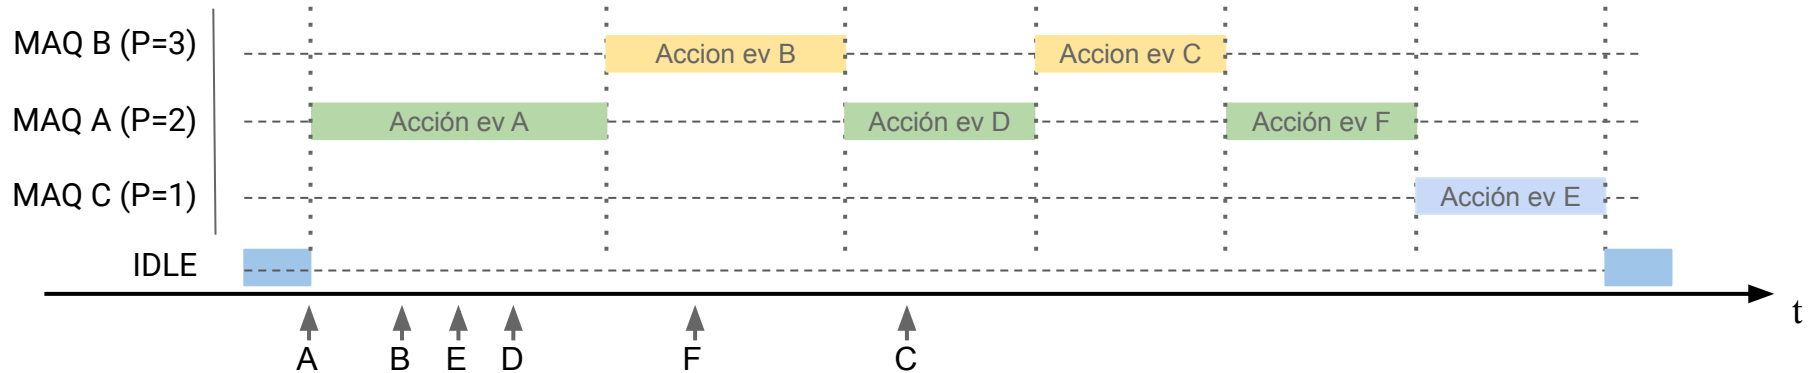 MAQ B (P=3)
Accion ev B
Accion ev C
MAQ A (P=2)
Acción ev A
Acción ev D
Acción ev F
MAQ C (P=1)
Acción ev E
IDLE
t
A
B
E
D
F
C